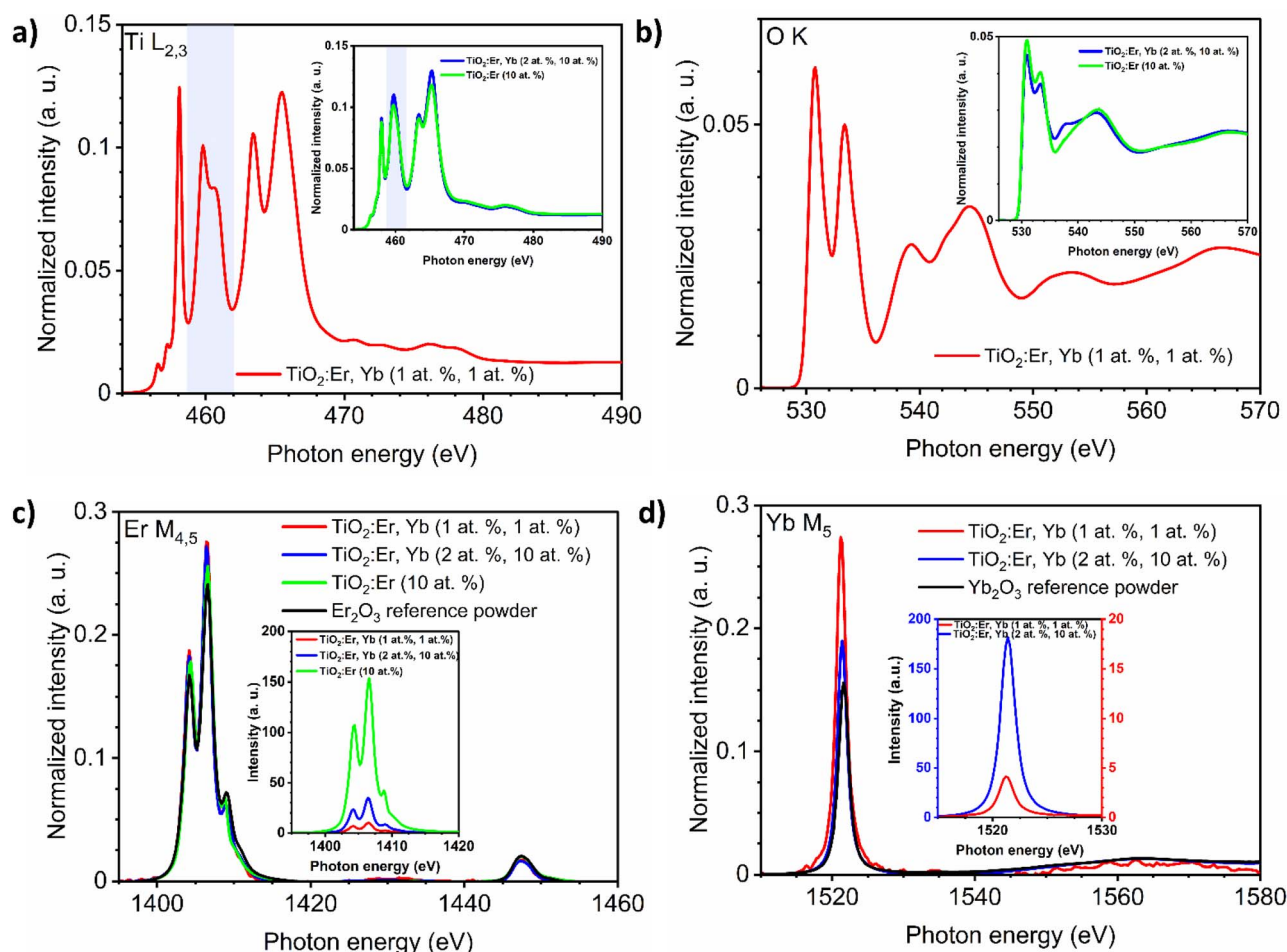 a)
Ti L2,3
Normalized intensity (a. u.)
0.15
0.10
0.05
0
460
470
480
490
Photon energy (eV)
TiO2:Er, Yb (1 at. %, 1 at. %)
Normalized intensity (a. u.)
0.15
0.1
0.05
0
460
470
480
490
Photon energy (eV)
TiO2:Er, Yb (2 at. %, 10 at. %)
TiO2:Er (10 at. %)
b)
O K
Normalized intensity (a. u.)
0.05
0
530
540
550
560
570
Photon energy (eV)
TiO2:Er, Yb (1 at. %, 1 at. %)
Normalized intensity (a. u.)
0.05
0
530
540
550
560
570
Photon energy (eV)
TiO2:Er, Yb (2 at. %, 10 at. %)
TiO2:Er (10 at. %)
c)
Er M4,5
Normalized intensity (a. u.)
0.3
0.2
0.1
0
1400
1420
1440
1460
Photon energy (eV)
TiO2:Er, Yb (1 at. %, 1 at. %)
TiO2:Er, Yb (2 at. %, 10 at. %)
TiO2:Er (10 at. %)
Er2O3 reference powder
Intensity (a. u.)
200
150
100
50
0
1400
1410
1420
Photon energy (eV)
TiO2:Er, Yb (1 at.%, 1 at.%)
TiO2:Er, Yb (2 at.%, 10 at.%)
TiO2:Er (10 at.%)
d)
Yb M5
Normalized intensity (a. u.)
0.3
0.2
0.1
0
1520
1540
1560
1580
Photon energy (eV)
TiO2:Er, Yb (1 at. %, 1 at. %)
TiO2:Er, Yb (2 at. %, 10 at. %)
Yb2O3 reference powder
Intensity (a.u.)
200
150
100
50
0
20
15
10
5
0
1520
1530
Photon energy (eV)
TiO2:Er, Yb (1 at. %, 1 at. %)
TiO2:Er, Yb (2 at. %, 10 at. %)